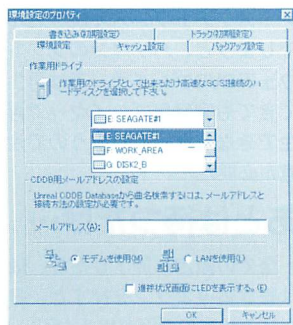 環境設定のプロパティ
書き込み(初期設定) トラック(初期設定)
環境設定 キャッシュ設定 バックアップ設定
作業用ドライブ
作業用のドライブとして出来るだけ高速なSCSI接続のハ
ードディスクを選択して下さい。
E: SEAGATE#1
E: SEAGATE#1
F: WORK_AREA
G: DISK2_B
CDDB用メールアドレスの設定
Unreal CDDB Databaseから曲名検索するには、メールアドレスと
接続方法の設定が必要です。
メールアドレス(A):
モデムを使用(M) LANを使用(L)
進捗状況画面にLEDを表示する。(E)
OK キャンセル